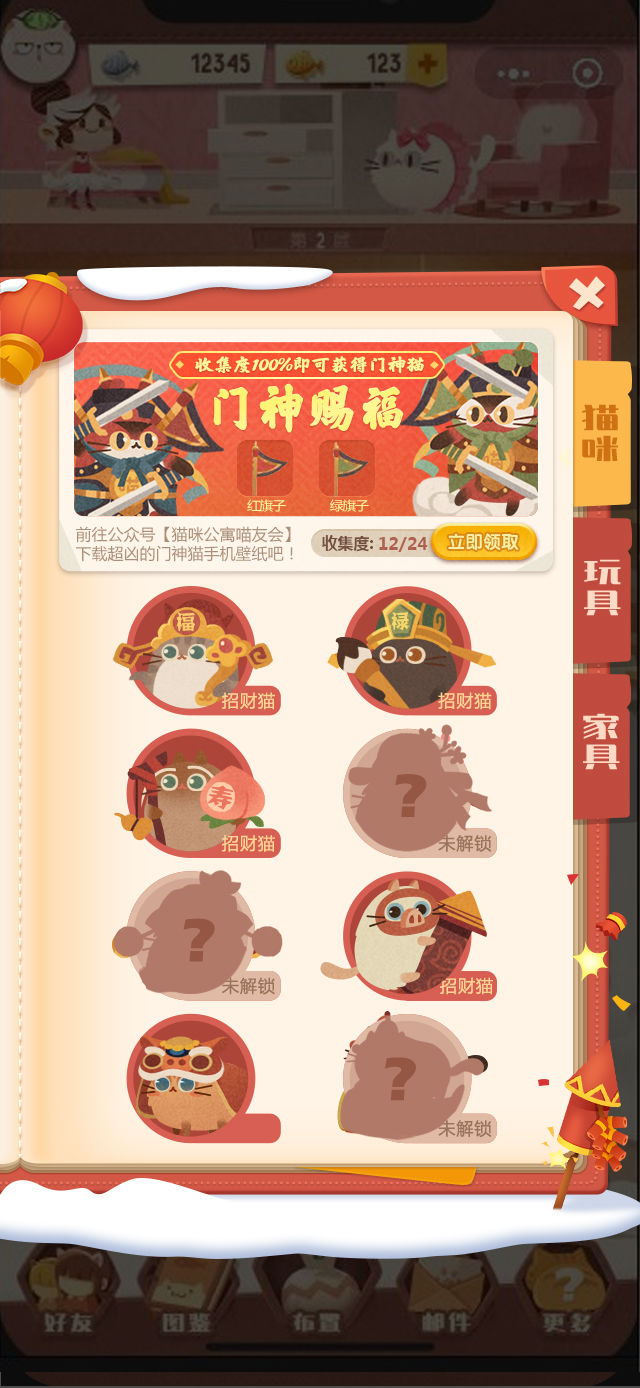 12345
123
第 2 层
收集度100%即可获得门神猫
门神赐福
红旗子
绿旗子
前往公众号【猫咪公寓喵友会】
下载超凶的门神猫手机壁纸吧！
收集度: 12/24
立即领取
猫咪
玩具
家具
福
招财猫
禄
招财猫
寿
招财猫
?
未解锁
?
未解锁
招财猫
?
未解锁
好友
图鉴
布置
邮件
?
更多